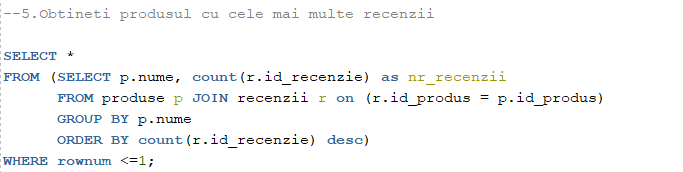 --5.Obtineti produsul cu cele mai multe recenzii
SELECT *
FROM (SELECT p.nume, count(r.id_recenzie) as nr_recenzii
FROM produse p JOIN recenzii r on (r.id_produs = p.id_produs)
GROUP BY p.nume
ORDER BY count(r.id_recenzie) desc)
WHERE rownum <=1;